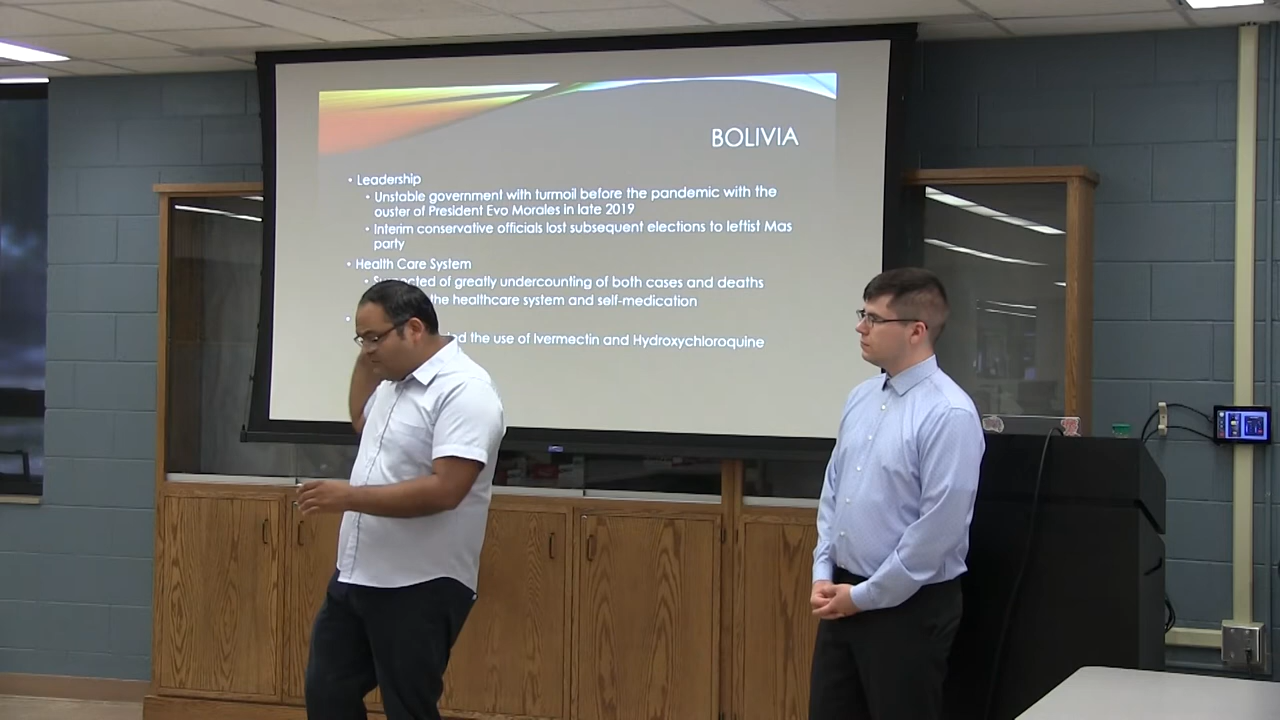 BOLIVIA
• Leadership
• Unstable government with turmoil before the pandemic with the
ouster of President Evo Morales in late 2019
• Interim conservative officials lost subsequent elections to leftist Mas
party
• Health Care System
• Suspected of greatly undercounting of both cases and deaths
the healthcare system and self-medication
•
the use of Ivermectin and Hydroxychloroquine